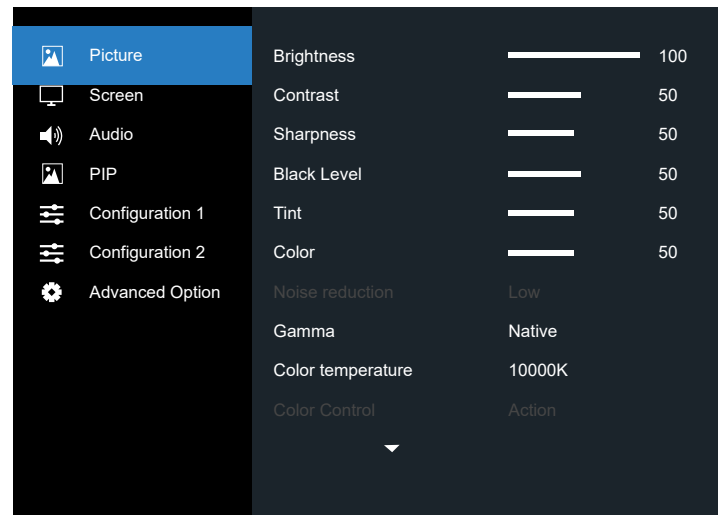 Picture
Screen
Audio
PIP
Configuration 1
Configuration 2
Advanced Option
Brightness 100
Contrast 50
Sharpness 50
Black Level 50
Tint 50
Color 50
Noise reduction Low
Gamma Native
Color temperature 10000K
Color Control Action